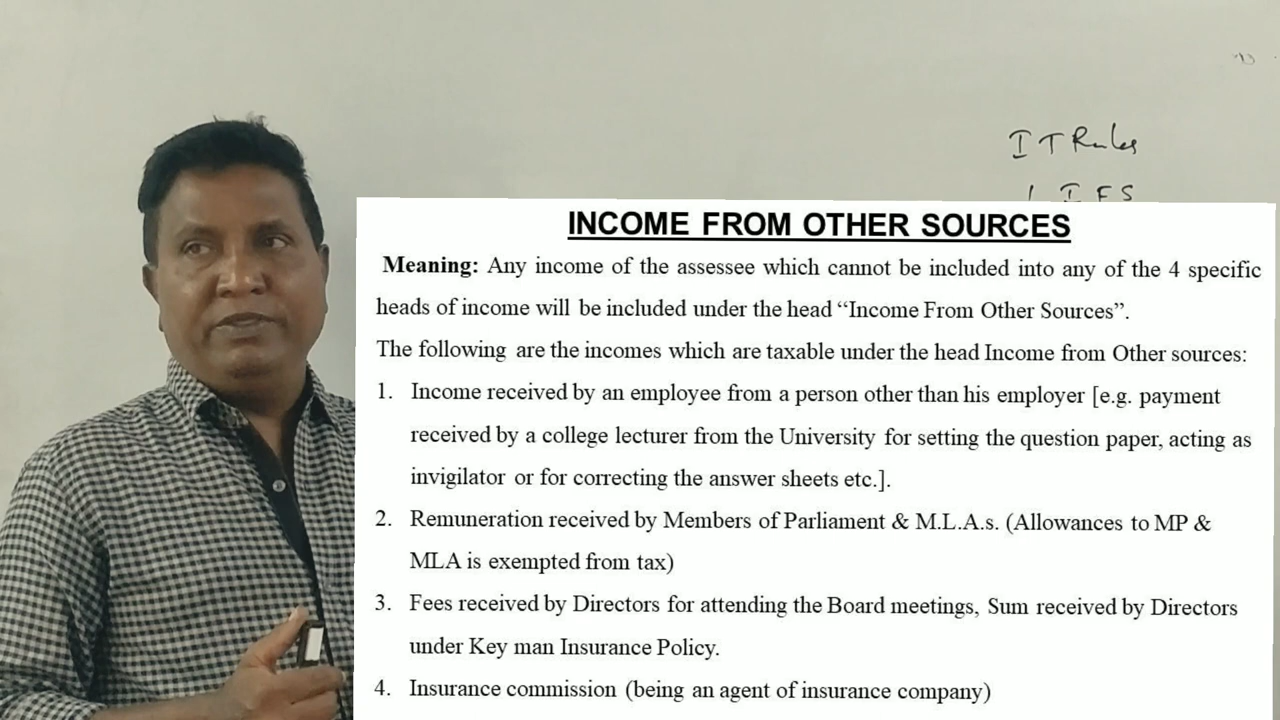 IT Rules
I F S
INCOME FROM OTHER SOURCES
Meaning: Any income of the assessee which cannot be included into any of the 4 specific
heads of income will be included under the head “Income From Other Sources”.
The following are the incomes which are taxable under the head Income from Other sources:
1. Income received by an employee from a person other than his employer [e.g. payment
received by a college lecturer from the University for setting the question paper, acting as
invigilator or for correcting the answer sheets etc.].
2. Remuneration received by Members of Parliament & M.L.A.s. (Allowances to MP &
MLA is exempted from tax)
3. Fees received by Directors for attending the Board meetings, Sum received by Directors
under Key man Insurance Policy.
4. Insurance commission (being an agent of insurance company)